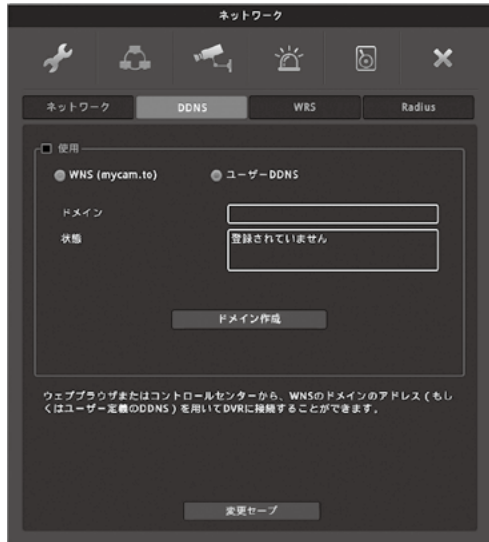 ネットワーク
ネットワーク DDNS WRS Radius
使用
WNS (mycam.to) ユーザーDDNS
ドメイン
状態 登録されていません
ドメイン作成
ウェブブラウザまたはコントロールセンターから、WNSのドメインのアドレス（もし
くはユーザー定義のDDNS）を用いてDVRに接続することができます。
変更セーブ